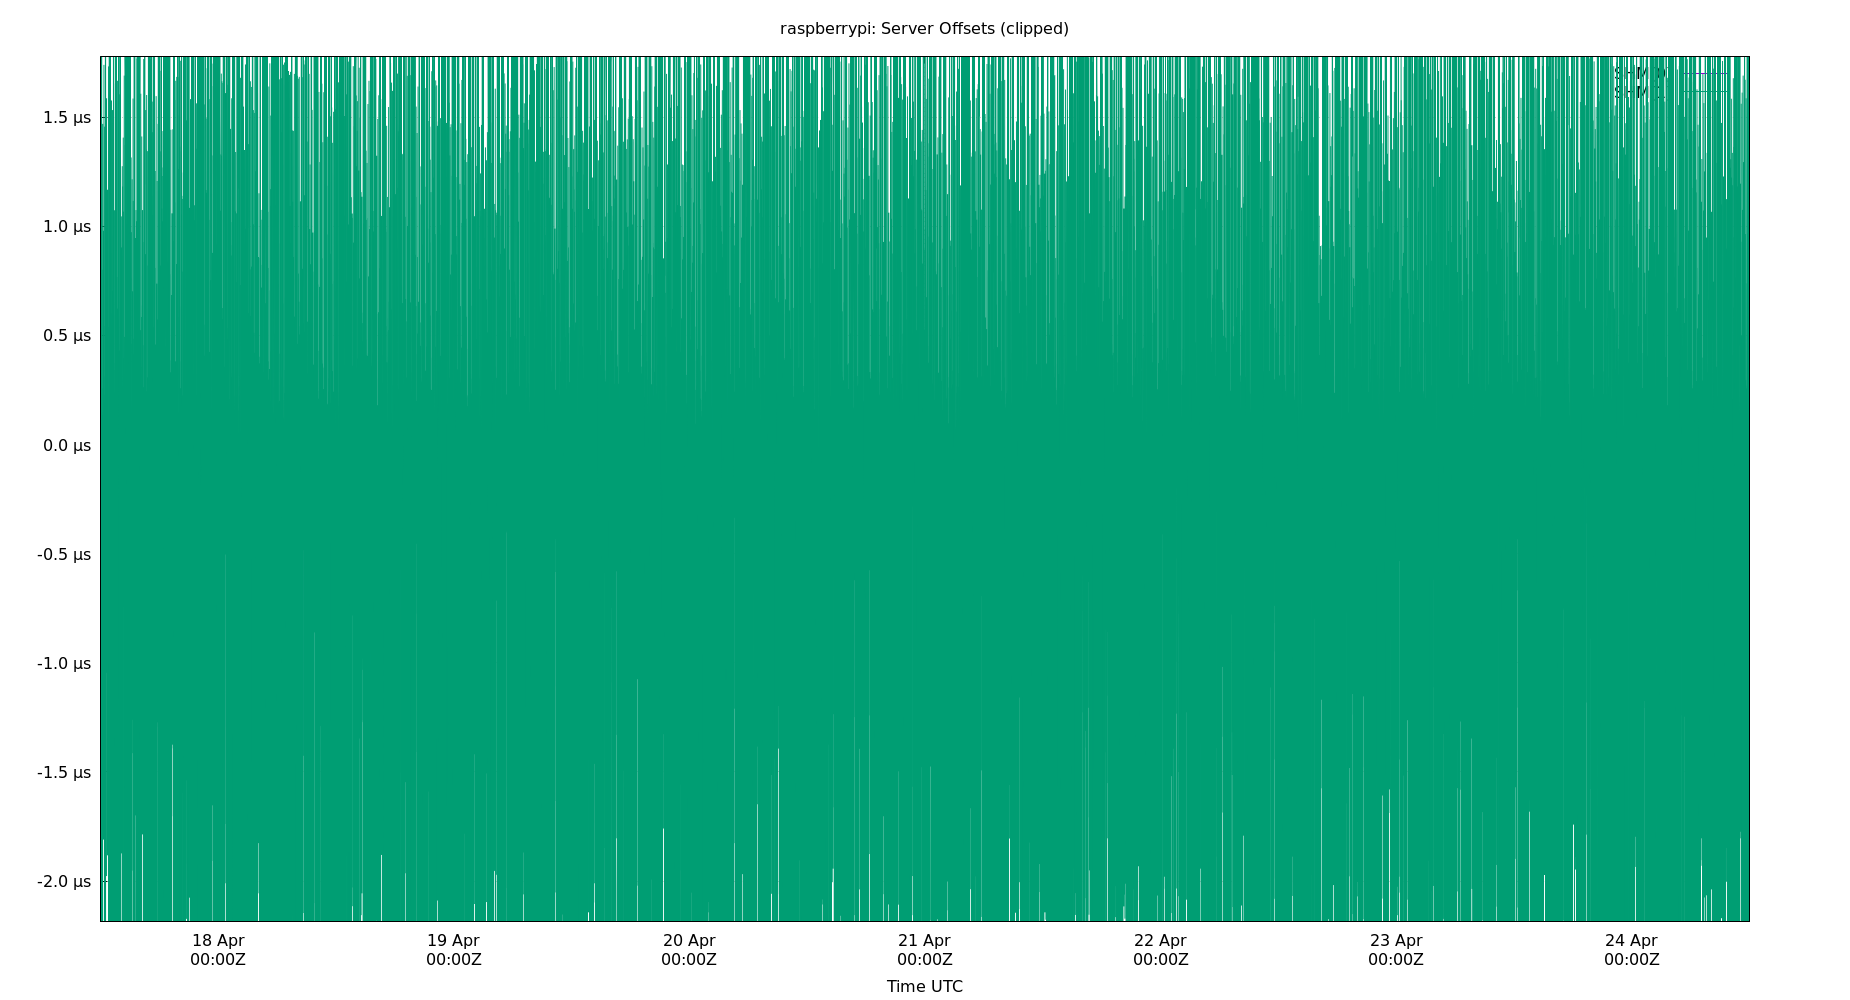 raspberrypi: Server Offsets (clipped)
1.5 µs
1.0 µs
0.5 µs
0.0 µs
-0.5 µs
-1.0 µs
-1.5 µs
-2.0 µs
18 Apr
00:00Z
19 Apr
00:00Z
20 Apr
00:00Z
21 Apr
00:00Z
22 Apr
00:00Z
23 Apr
00:00Z
24 Apr
00:00Z
Time UTC